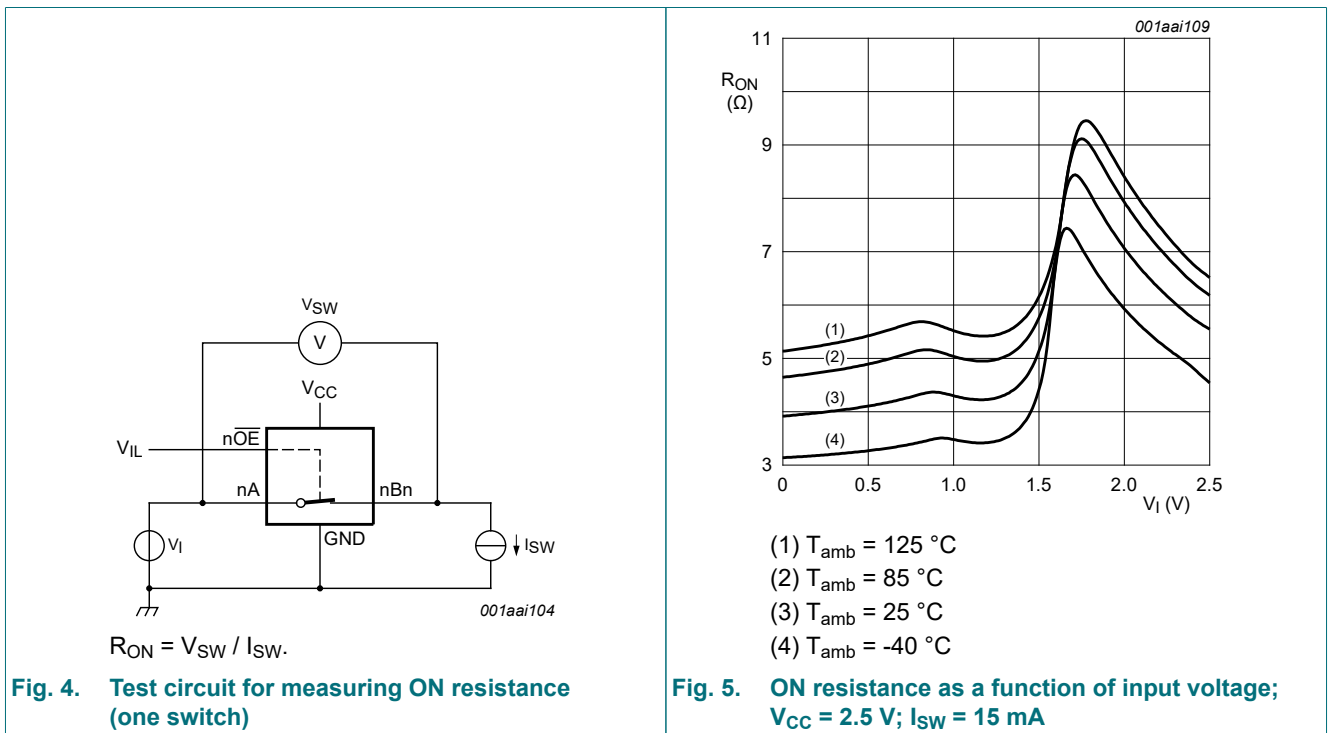 VSW
V
VCC
VIL
nOE
nA
nBn
GND
VI
ISW
001aai104
RON = VSW / ISW.
Fig. 4. Test circuit for measuring ON resistance
(one switch)
001aai109
11
RON
(Ω)
9
7
(1)
5
(2)
(3)
(4)
3
0 0.5 1.0 1.5 2.0 2.5
VI (V)
(1) Tamb = 125 °C
(2) Tamb = 85 °C
(3) Tamb = 25 °C
(4) Tamb = -40 °C
Fig. 5. ON resistance as a function of input voltage;
VCC = 2.5 V; ISW = 15 mA